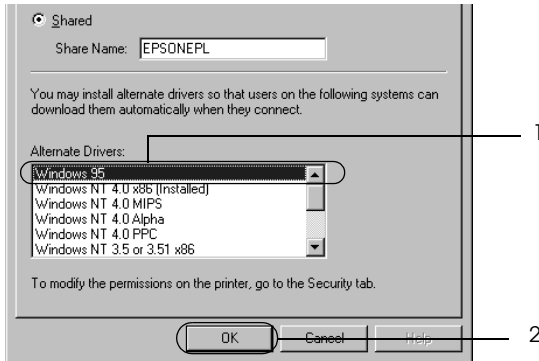 Shared
Share Name: EPSONEPL
You may install alternate drivers so that users on the following systems can
download them automatically when they connect.
1
Alternate Drivers:
Windows 95
Windows NT 4.0 x86 (Installed)
Windows NT 4.0 MIPS
Windows NT 4.0 Alpha
Windows NT 4.0 PPC
Windows NT 3.5 or 3.51 x86
To modify the permissions on the printer, go to the Security tab.
OK Cancel Help 2